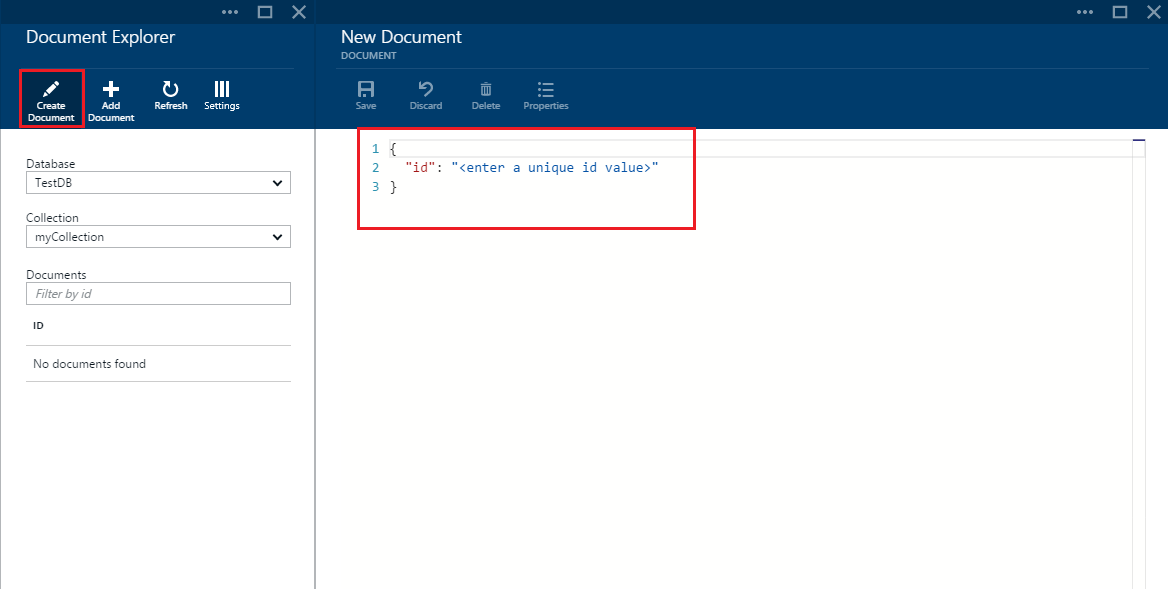 Document Explorer
Create Document
Add Document
Refresh
Settings
Database
TestDB
Collection
myCollection
Documents
Filter by id
ID
No documents found
New Document
DOCUMENT
Save
Discard
Delete
Properties
1 {
2 "id": "<enter a unique id value>"
3 }